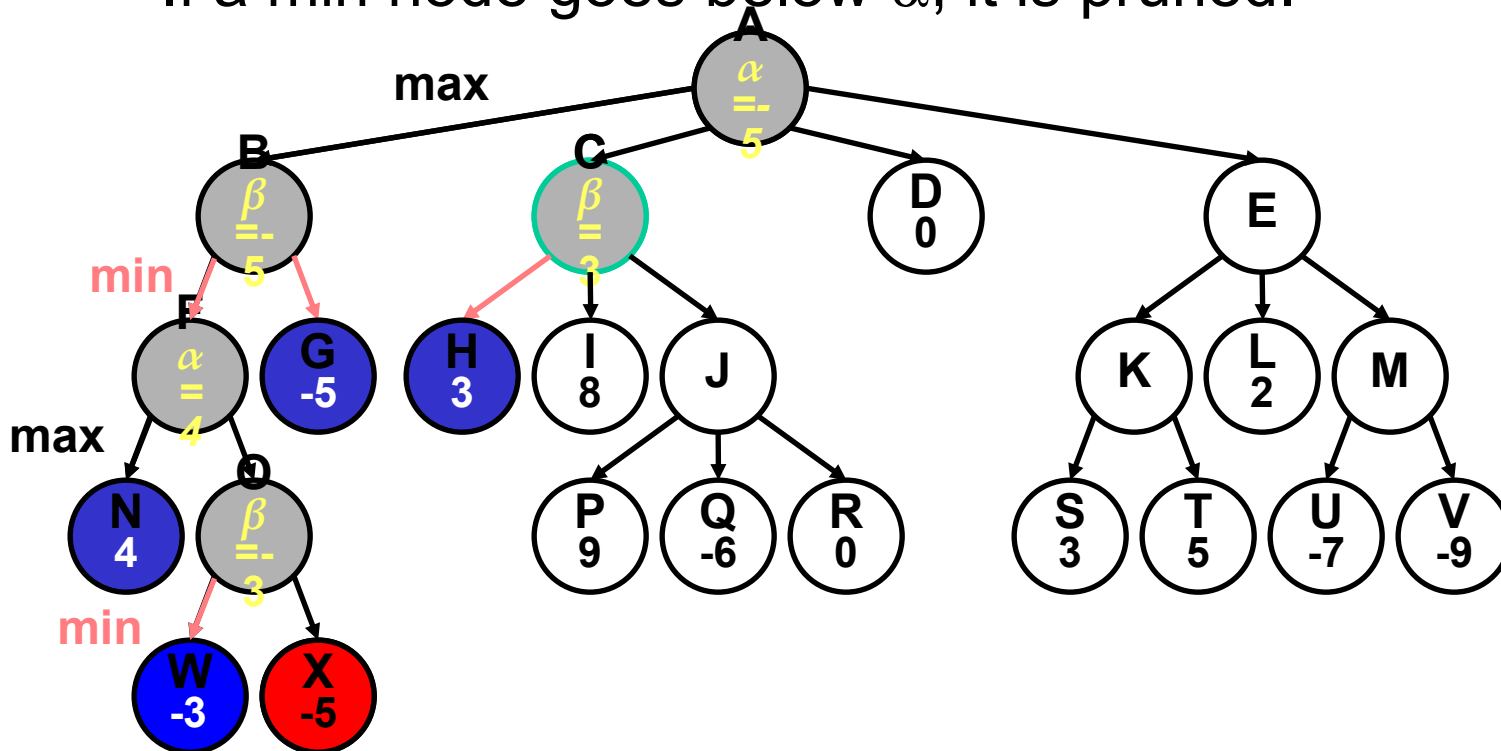 If a min node goes below α, it is pruned.
A
α
=-
5
max
B
β
=-
5
C
β
=
3
D
0
E
min
F
α
=
4
G
-5
H
3
I
8
J
K
L
2
M
max
N
4
O
β
=-
3
P
9
Q
-6
R
0
S
3
T
5
U
-7
V
-9
min
W
-3
X
-5